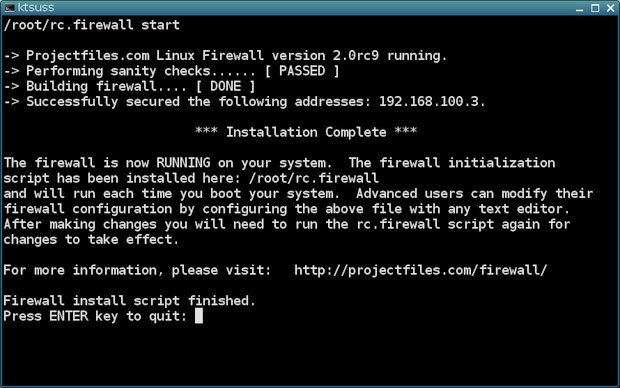 ktsuss
/root/rc.firewall start
-> Projectfiles.com Linux Firewall version 2.0rc9 running.
-> Performing sanity checks...... [ PASSED ]
-> Building firewall.... [ DONE ]
-> Successfully secured the following addresses: 192.168.100.3.
*** Installation Complete ***
The firewall is now RUNNING on your system.  The firewall initialization
script has been installed here: /root/rc.firewall
and will run each time you boot your system.  Advanced users can modify their
firewall configuration by configuring the above file with any text editor.
After making changes you will need to run the rc.firewall script again for
changes to take effect.
For more information, please visit:   http://projectfiles.com/firewall/
Firewall install script finished.
Press ENTER key to quit: